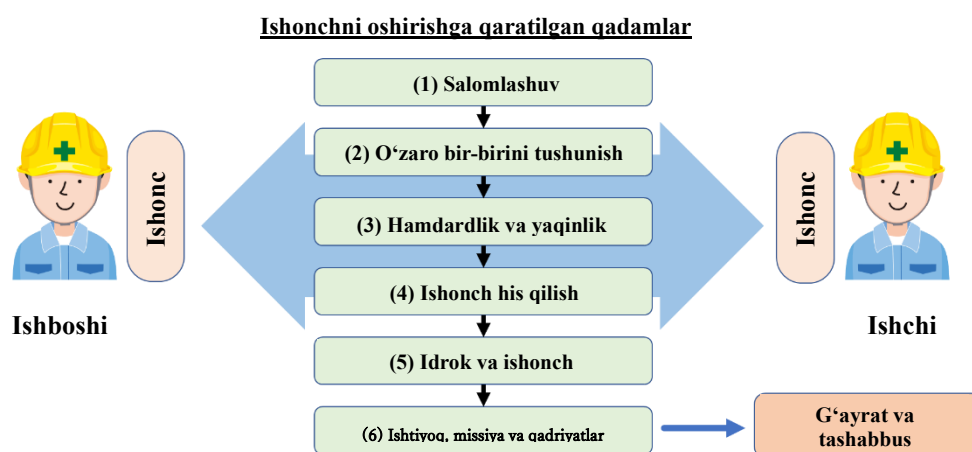 Ishonchni oshirishga qaratilgan qadamlar
(1) Salomlashuv
(2) O‘zaro bir-birini tushunish
(3) Hamdardlik va yaqinlik
(4) Ishonch his qilish
(5) Idrok va ishonch
(6) Ishtiyoq, missiya va qadriyatlar
Ishonc
Ishboshi
Ishonc
Ishchi
G‘ayrat va
tashabbus